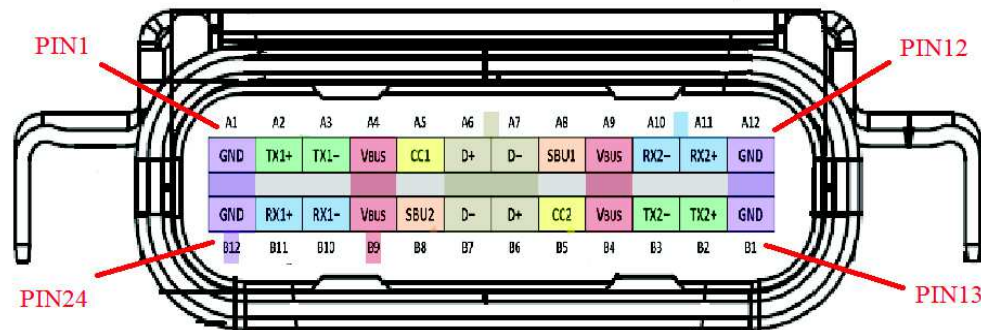 PIN1 PIN12
A1 A2 A3 A4 A5 A6 A7 A8 A9 A10 A11 A12
GND TX1+ TX1− VBUS CC1 D+ D− SBU1 VBUS RX2− RX2+ GND
GND RX1+ RX1− VBUS SBU2 D− D+ CC2 VBUS TX2− TX2+ GND
B12 B11 B10 B9 B8 B7 B6 B5 B4 B3 B2 B1
PIN24 PIN13